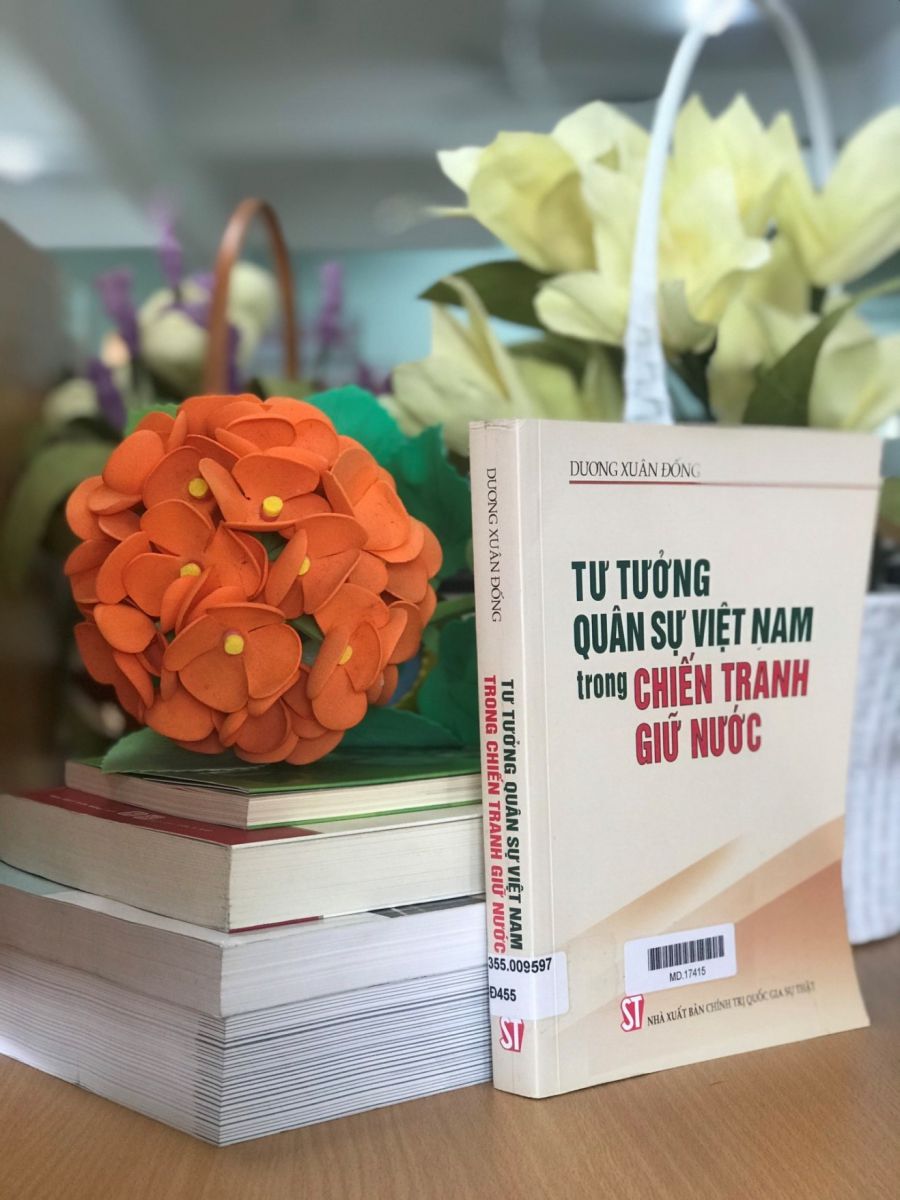 DƯƠNG XUÂN ĐỐNG
TƯ TƯỞNG
QUÂN SỰ VIỆT NAM
trong CHIẾN TRANH
GIỮ NƯỚC
MD.17415
ST NHÀ XUẤT BẢN CHÍNH TRỊ QUỐC GIA SỰ THẬT
DƯƠNG XUÂN ĐỐNG
TƯ TƯỞNG QUÂN SỰ VIỆT NAM
TRONG CHIẾN TRANH GIỮ NƯỚC
355.009597
Đ455
ST